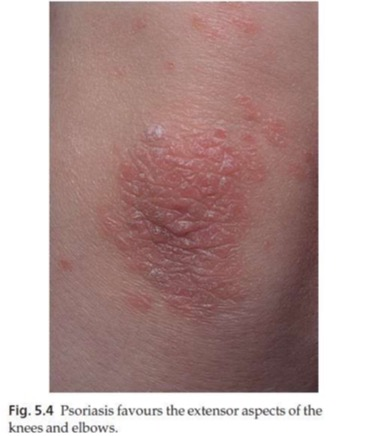 Fig. 5.4 Psoriasis favours the extensor aspects of the
knees and elbows.